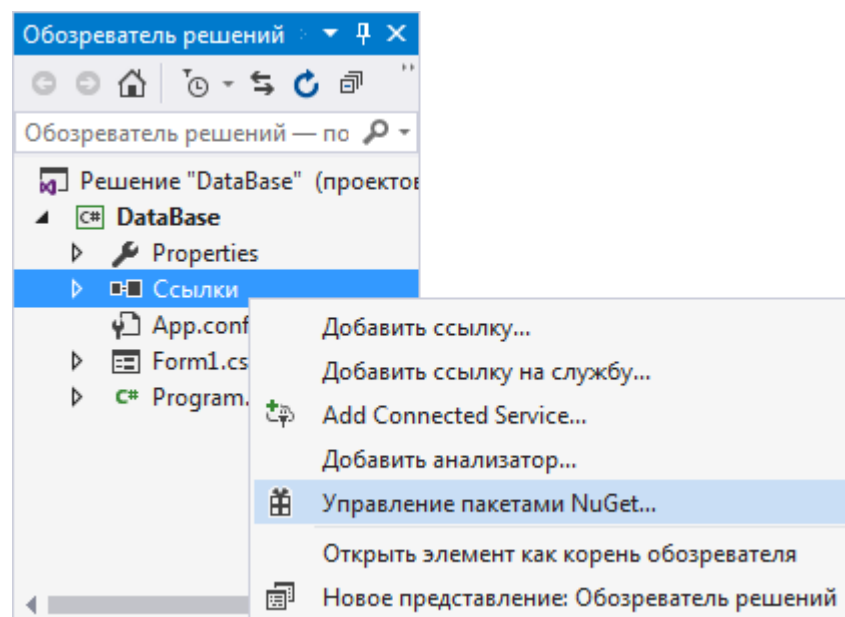 Обозреватель решений
Обозреватель решений — по
Решение "DataBase" (проектов
C# DataBase
Properties
Ссылки
App.conf
Form1.cs
C# Program.
Добавить ссылку...
Добавить ссылку на службу...
Add Connected Service...
Добавить анализатор...
Управление пакетами NuGet...
Открыть элемент как корень обозревателя
Новое представление: Обозреватель решений